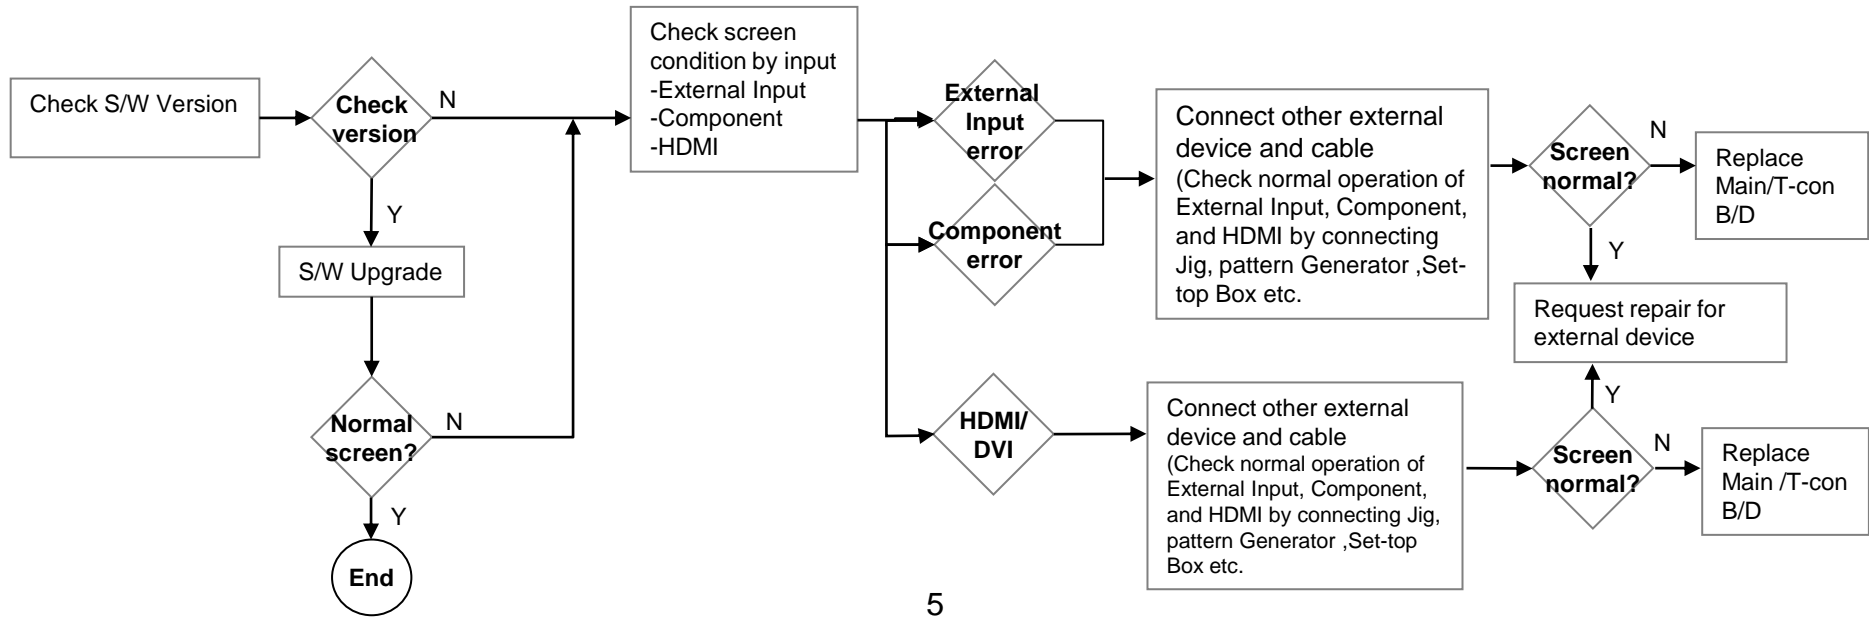 Check S/W Version
Check
version
N
Y
S/W Upgrade
Normal
screen?
N
Y
End
Check screen
condition by input
-External Input
-Component
-HDMI
External
Input
error
Component
error
Connect other external
device and cable
(Check normal operation of
External Input, Component,
and HDMI by connecting
Jig, pattern Generator ,Set-
top Box etc.
Screen
normal?
N
Replace
Main/T-con
B/D
Y
Request repair for
external device
HDMI/
DVI
Connect other external
device and cable
(Check normal operation of
External Input, Component,
and HDMI by connecting Jig,
pattern Generator ,Set-top
Box etc.
Y
Screen
normal?
N
Replace
Main /T-con
B/D
5